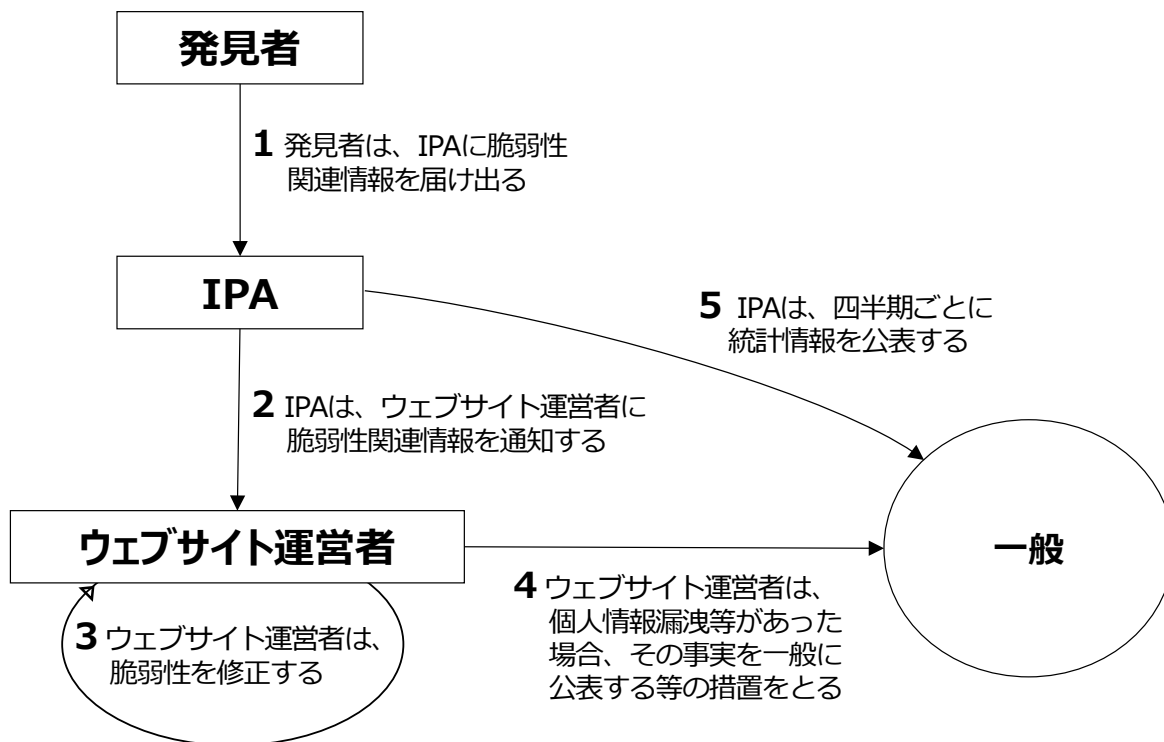 発見者
1 発見者は、IPAに脆弱性
関連情報を届け出る
IPA
5 IPAは、四半期ごとに
統計情報を公表する
2 IPAは、ウェブサイト運営者に
脆弱性関連情報を通知する
ウェブサイト運営者
一般
3 ウェブサイト運営者は、
脆弱性を修正する
4 ウェブサイト運営者は、
個人情報漏洩等があった
場合、その事実を一般に
公表する等の措置をとる